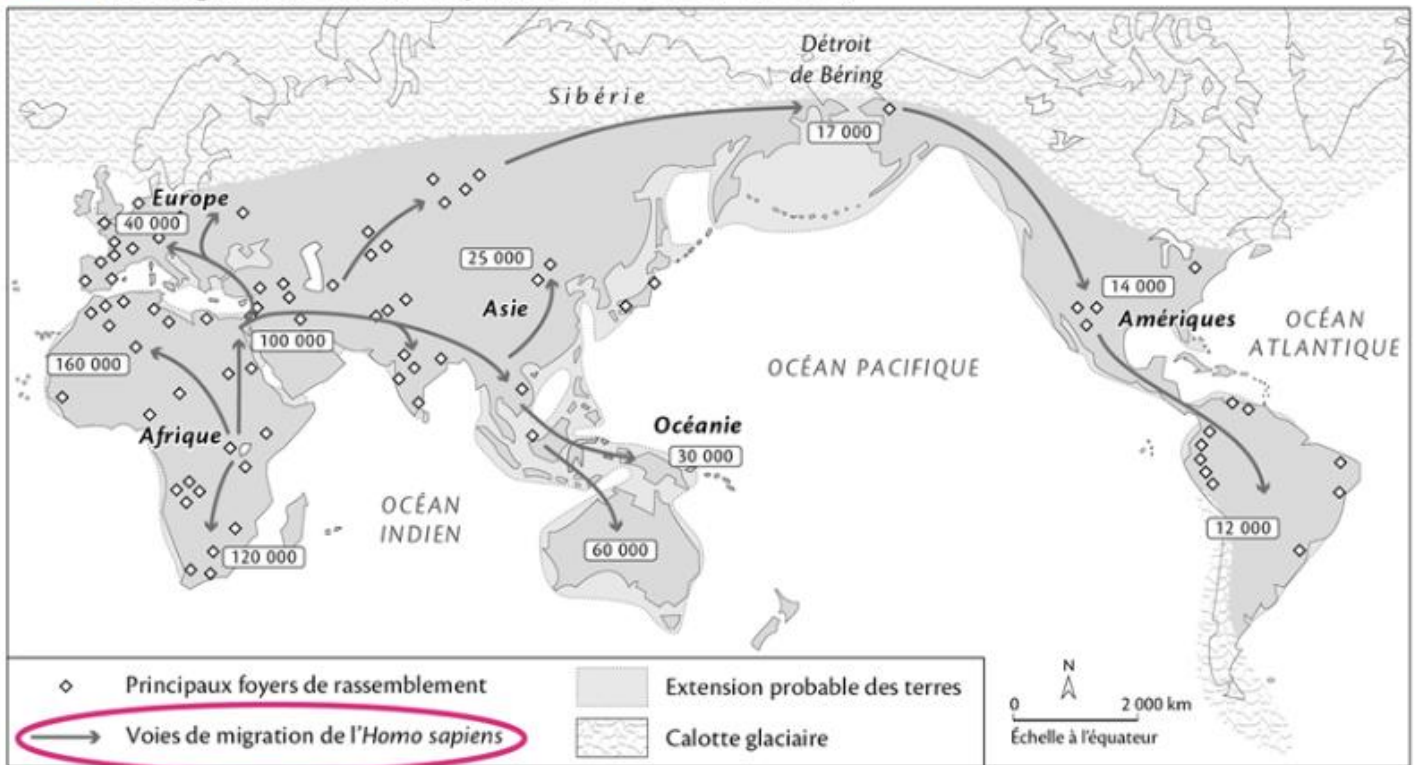 Détroit
de Béring
Sibérie
17 000
Europe
40 000
25 000
14 000
Asie
Amériques
OCÉAN
ATLANTIQUE
100 000
160 000
OCÉAN PACIFIQUE
Afrique
Océanie
30 000
OCÉAN
INDIEN
120 000
60 000
12 000
Principaux foyers de rassemblement
Voies de migration de l'Homo sapiens
Extension probable des terres
Calotte glaciaire
N
0 2 000 km
Échelle à l'équateur